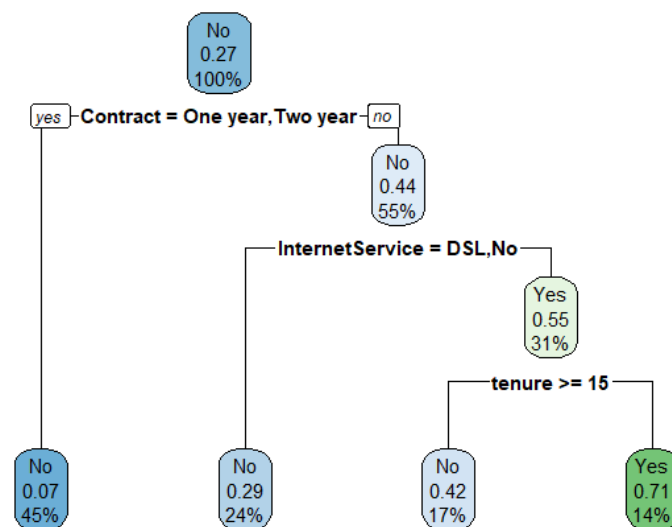 No
0.27
100%
yes Contract = One year,Two year no
No
0.44
55%
InternetService = DSL,No
Yes
0.55
31%
tenure >= 15
No
0.07
45%
No
0.29
24%
No
0.42
17%
Yes
0.71
14%